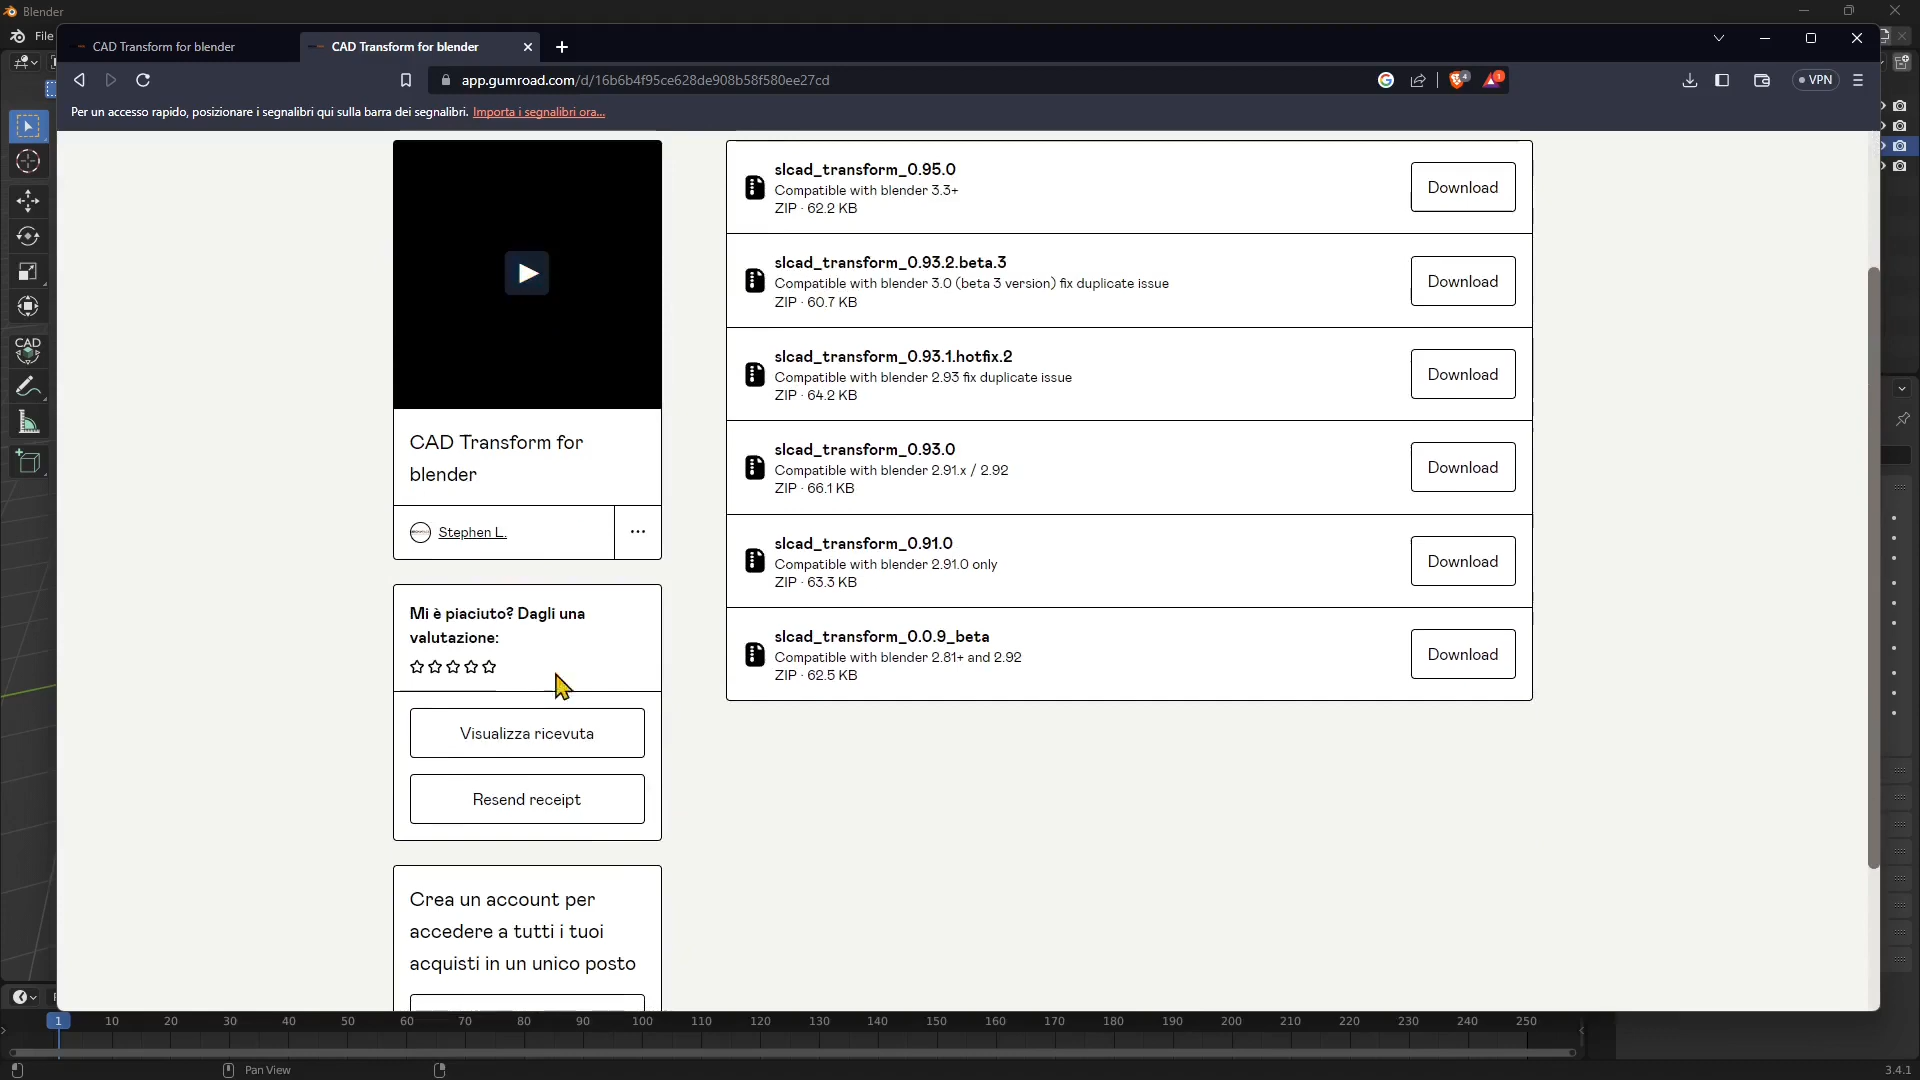 Blender
File
CAD Transform for blender
CAD Transform for blender
app.gumroad.com/d/16b6b4f95ce628de908b58f580ee27cd
4
1
VPN
Per un accesso rapido, posizionare i segnalibri qui sulla barra dei segnalibri. Importa i segnalibri ora...
CAD
CAD Transform for
blender
Stephen L.
Mi è piaciuto? Dagli una
valutazione:
Visualizza ricevuta
Resend receipt
Crea un account per
accedere a tutti i tuoi
acquisti in un unico posto
slcad_transform_0.95.0
Compatible with blender 3.3+
ZIP · 62.2 KB
Download
slcad_transform_0.93.2.beta.3
Compatible with blender 3.0 (beta 3 version) fix duplicate issue
ZIP · 60.7 KB
Download
slcad_transform_0.93.1.hotfix.2
Compatible with blender 2.93 fix duplicate issue
ZIP · 64.2 KB
Download
slcad_transform_0.93.0
Compatible with blender 2.91.x / 2.92
ZIP · 66.1 KB
Download
slcad_transform_0.91.0
Compatible with blender 2.91.0 only
ZIP · 63.3 KB
Download
slcad_transform_0.0.9_beta
Compatible with blender 2.81+ and 2.92
ZIP · 62.5 KB
Download
1 10 20 30 40 50 60 70 80 90 100 110 120 130 140 150 160 170 180 190 200 210 220 230 240 250
Pan View
3.4.1